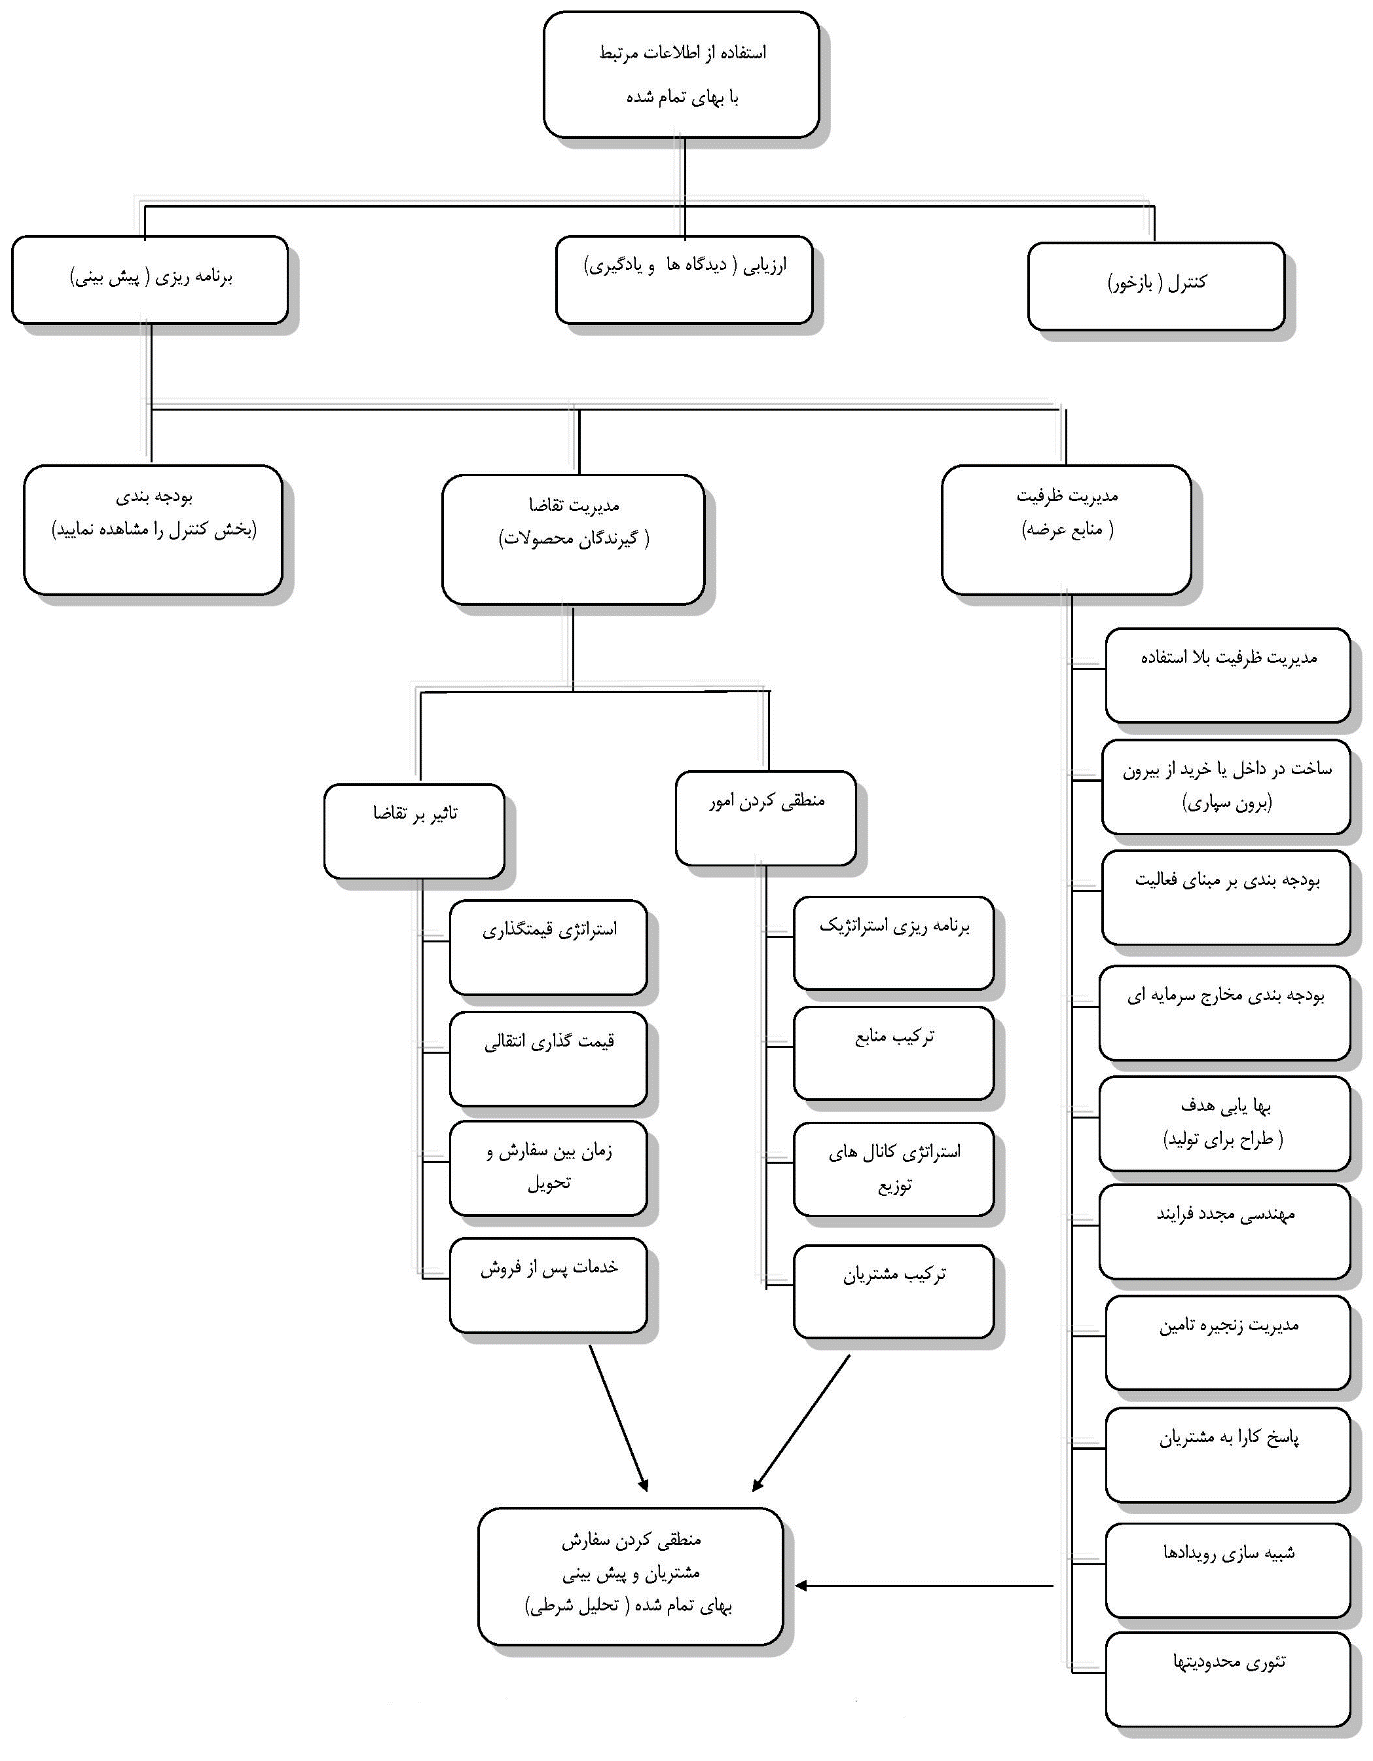 استفاده از اطلاعات مرتبط
با بهای تمام شده
کنترل ( بازخور)
ارزیابی ( دیدگاه ها و یادگیری)
برنامه ریزی ( پیش بینی)
مدیریت ظرفیت
( منابع عرضه)
مدیریت تقاضا
( گیرندگان محصولات)
بودجه بندی
(بخش کنترل را مشاهده نمایید)
مدیریت ظرفیت بلا استفاده
ساخت در داخل یا خرید از بیرون
(برون سپاری)
بودجه بندی بر مبنای فعالیت
بودجه بندی مخارج سرمایه ای
بها یابی هدف
( طراح برای تولید)
مهندسی مجدد فرایند
مدیریت زنجیره تامین
پاسخ کارا به مشتریان
شبیه سازی رویدادها
تئوری محدودیتها
منطقی کردن امور
برنامه ریزی استراتژیک
ترکیب منابع
استراتژی کانال های
توزیع
ترکیب مشتریان
تاثیر بر تقاضا
استراتژی قیمتگذاری
قیمت گذاری انتقالی
زمان بین سفارش و
تحویل
خدمات پس از فروش
منطقی کردن سفارش
مشتریان و پیش بینی
بهای تمام شده ( تحلیل شرطی)